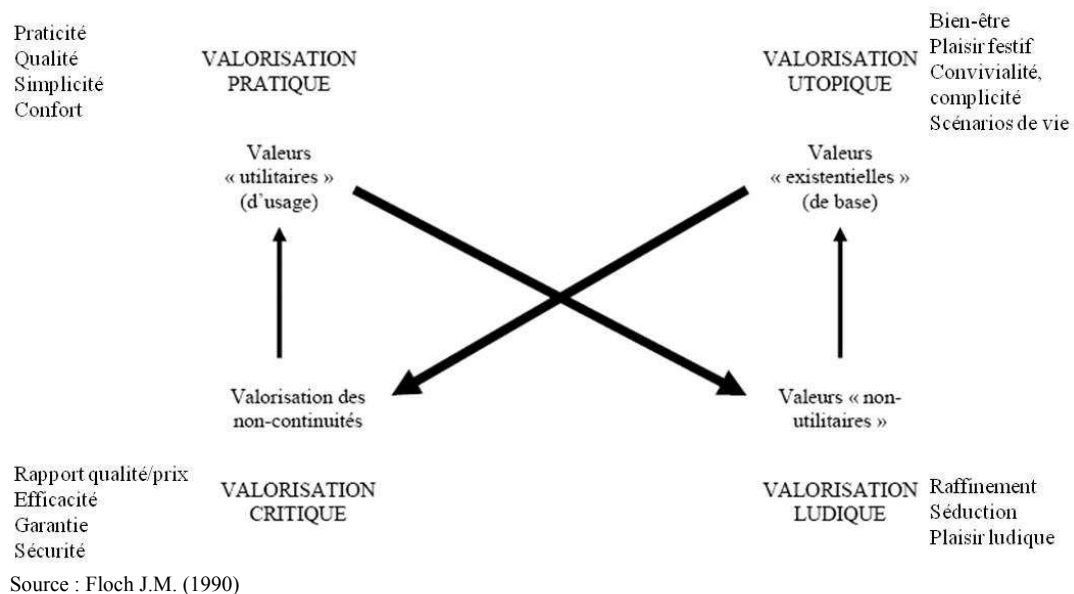 Praticité
Qualité
Simplicité
Confort
VALORISATION
PRATIQUE
VALORISATION
UTOPIQUE
Bien-être
Plaisir festif
Convivialité,
complicité
Scénarios de vie
Valeurs
« utilitaires »
(d’usage)
Valeurs
« existentielles »
(de base)
Valorisation des
non-continuités
Valeurs « non-
utilitaires »
Rapport qualité/prix
Efficacité
Garantie
Sécurité
VALORISATION
CRITIQUE
VALORISATION
LUDIQUE
Raffinement
Séduction
Plaisir ludique
Source : Floch J.M. (1990)